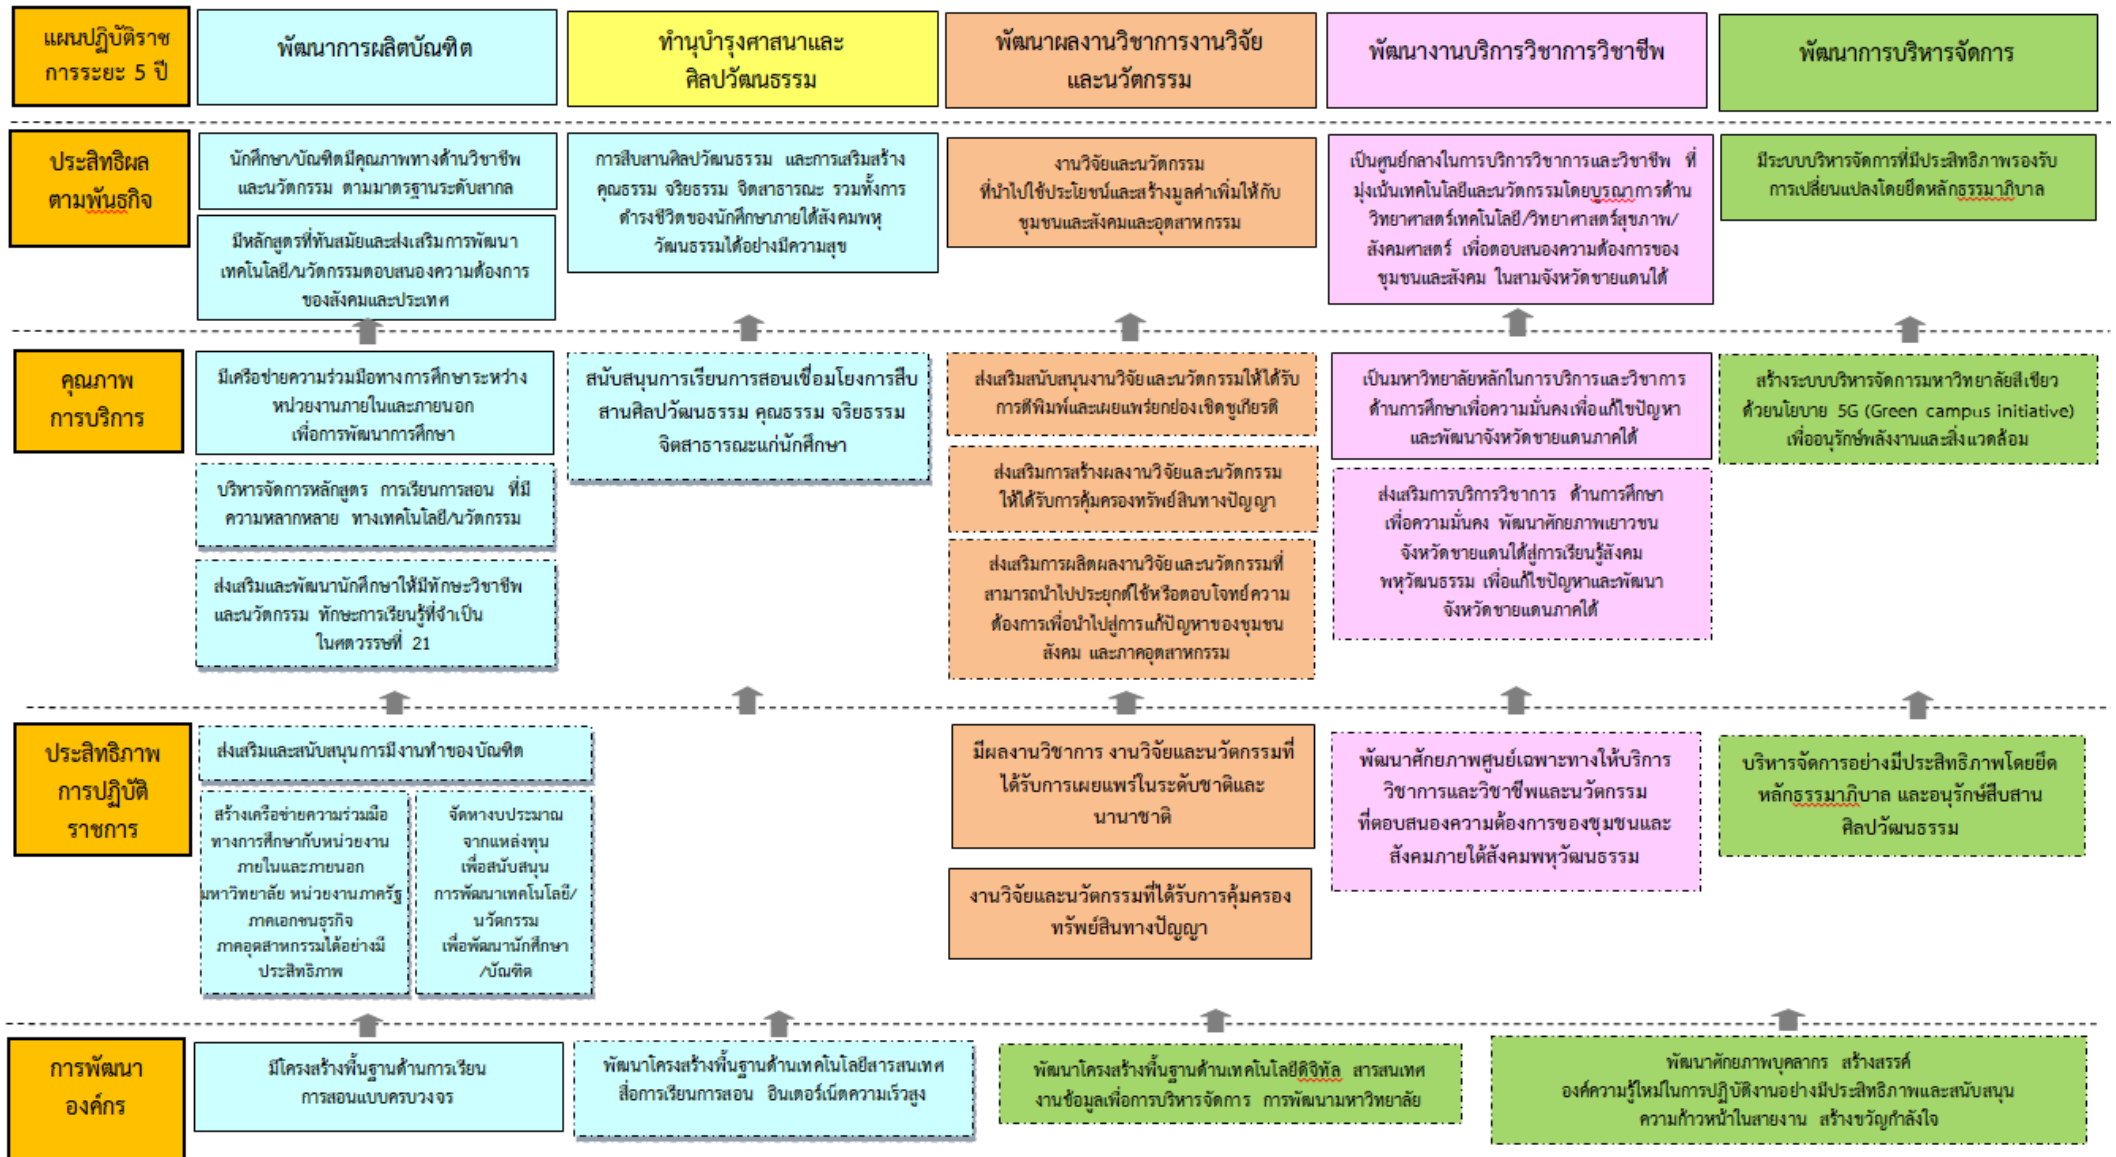 แผนปฏิบัติราช
การระยะ 5 ปี
พัฒนาการผลิตบัณฑิต
ทำนุบำรุงศาสนาและ
ศิลปวัฒนธรรม
พัฒนาผลงานวิชาการงานวิจัย
และนวัตกรรม
พัฒนางานบริการวิชาการวิชาชีพ
พัฒนาการบริหารจัดการ
ประสิทธิผล
ตามพันธกิจ
นักศึกษา/บัณฑิตมีคุณภาพทางด้านวิชาชีพ
และนวัตกรรม ตามมาตรฐานระดับสากล
มีหลักสูตรที่ทันสมัยและส่งเสริมการพัฒนา
เทคโนโลยี/นวัตกรรมตอบสนองความต้องการ
ของสังคมและประเทศ
การสืบสานศิลปวัฒนธรรม และการเสริมสร้าง
คุณธรรม จริยธรรม จิตสาธารณะ รวมทั้งการ
ดำรงชีวิตของนักศึกษาภายใต้สังคมพหุ
วัฒนธรรมได้อย่างมีความสุข
งานวิจัยและนวัตกรรม
ที่นำไปใช้ประโยชน์และสร้างมูลค่าเพิ่มให้กับ
ชุมชนและสังคมและอุตสาหกรรม
เป็นศูนย์กลางในการบริการวิชาการและวิชาชีพ ที่
มุ่งเน้นเทคโนโลยีและนวัตกรรมโดยบูรณาการด้าน
วิทยาศาสตร์เทคโนโลยี/วิทยาศาสตร์สุขภาพ/
สังคมศาสตร์ เพื่อตอบสนองความต้องการของ
ชุมชนและสังคม ในสามจังหวัดชายแดนใต้
มีระบบบริหารจัดการที่มีประสิทธิภาพรองรับ
การเปลี่ยนแปลงโดยยึดหลักธรรมาภิบาล
คุณภาพ
การบริการ
มีเครือข่ายความร่วมมือทางการศึกษาระหว่าง
หน่วยงานภายในและภายนอก
เพื่อการพัฒนาการศึกษา
บริหารจัดการหลักสูตร การเรียนการสอน ที่มี
ความหลากหลาย ทางเทคโนโลยี/นวัตกรรม
ส่งเสริมและพัฒนานักศึกษาให้มีทักษะวิชาชีพ
และนวัตกรรม ทักษะการเรียนรู้ที่จำเป็น
ในศตวรรษที่ 21
สนับสนุนการเรียนการสอนเชื่อมโยงการสืบ
สานศิลปวัฒนธรรม คุณธรรม จริยธรรม
จิตสาธารณะแก่นักศึกษา
ส่งเสริมสนับสนุนงานวิจัยและนวัตกรรมให้ได้รับ
การตีพิมพ์และเผยแพร่ยกย่องเชิดชูเกียรติ
ส่งเสริมการสร้างผลงานวิจัยและนวัตกรรม
ให้ได้รับการคุ้มครองทรัพย์สินทางปัญญา
ส่งเสริมการผลิตผลงานวิจัยและนวัตกรรมที่
สามารถนำไปประยุกต์ใช้หรือตอบโจทย์ความ
ต้องการเพื่อนำไปสู่การแก้ปัญหาของชุมชน
สังคม และภาคอุตสาหกรรม
เป็นมหาวิทยาลัยหลักในการบริการและวิชาการ
ด้านการศึกษาเพื่อความมั่นคงเพื่อแก้ไขปัญหา
และพัฒนาจังหวัดชายแดนภาคใต้
ส่งเสริมการบริการวิชาการ ด้านการศึกษา
เพื่อความมั่นคง พัฒนาศักยภาพเยาวชน
จังหวัดชายแดนใต้สู่การเรียนรู้สังคม
พหุวัฒนธรรม เพื่อแก้ไขปัญหาและพัฒนา
จังหวัดชายแดนภาคใต้
สร้างระบบบริหารจัดการมหาวิทยาลัยสีเขียว
ด้วยนโยบาย 5G (Green campus initiative)
เพื่ออนุรักษ์พลังงานและสิ่งแวดล้อม
ประสิทธิภาพ
การปฏิบัติ
ราชการ
ส่งเสริมและสนับสนุนการมีงานทำของบัณฑิต
สร้างเครือข่ายความร่วมมือ
ทางการศึกษากับหน่วยงาน
ภายในและภายนอก
มหาวิทยาลัย หน่วยงานภาครัฐ
ภาคเอกชนธุรกิจ
ภาคอุตสาหกรรมได้อย่างมี
ประสิทธิภาพ
จัดหางบประมาณ
จากแหล่งทุน
เพื่อสนับสนุน
การพัฒนาเทคโนโลยี/
นวัตกรรม
เพื่อพัฒนานักศึกษา
/บัณฑิต
มีผลงานวิชาการ งานวิจัยและนวัตกรรมที่
ได้รับการเผยแพร่ในระดับชาติและ
นานาชาติ
งานวิจัยและนวัตกรรมที่ได้รับการคุ้มครอง
ทรัพย์สินทางปัญญา
พัฒนาศักยภาพศูนย์เฉพาะทางให้บริการ
วิชาการและวิชาชีพและนวัตกรรม
ที่ตอบสนองความต้องการของชุมชนและ
สังคมภายใต้สังคมพหุวัฒนธรรม
บริหารจัดการอย่างมีประสิทธิภาพโดยยึด
หลักธรรมาภิบาล และอนุรักษ์สืบสาน
ศิลปวัฒนธรรม
การพัฒนา
องค์กร
มีโครงสร้างพื้นฐานด้านการเรียน
การสอนแบบครบวงจร
พัฒนาโครงสร้างพื้นฐานด้านเทคโนโลยีสารสนเทศ
สื่อการเรียนการสอน อินเตอร์เน็ตความเร็วสูง
พัฒนาโครงสร้างพื้นฐานด้านเทคโนโลยีดิจิทัล สารสนเทศ
งานข้อมูลเพื่อการบริหารจัดการ การพัฒนามหาวิทยาลัย
พัฒนาศักยภาพบุคลากร สร้างสรรค์
องค์ความรู้ใหม่ในการปฏิบัติงานอย่างมีประสิทธิภาพและสนับสนุน
ความก้าวหน้าในสายงาน สร้างขวัญกำลังใจ